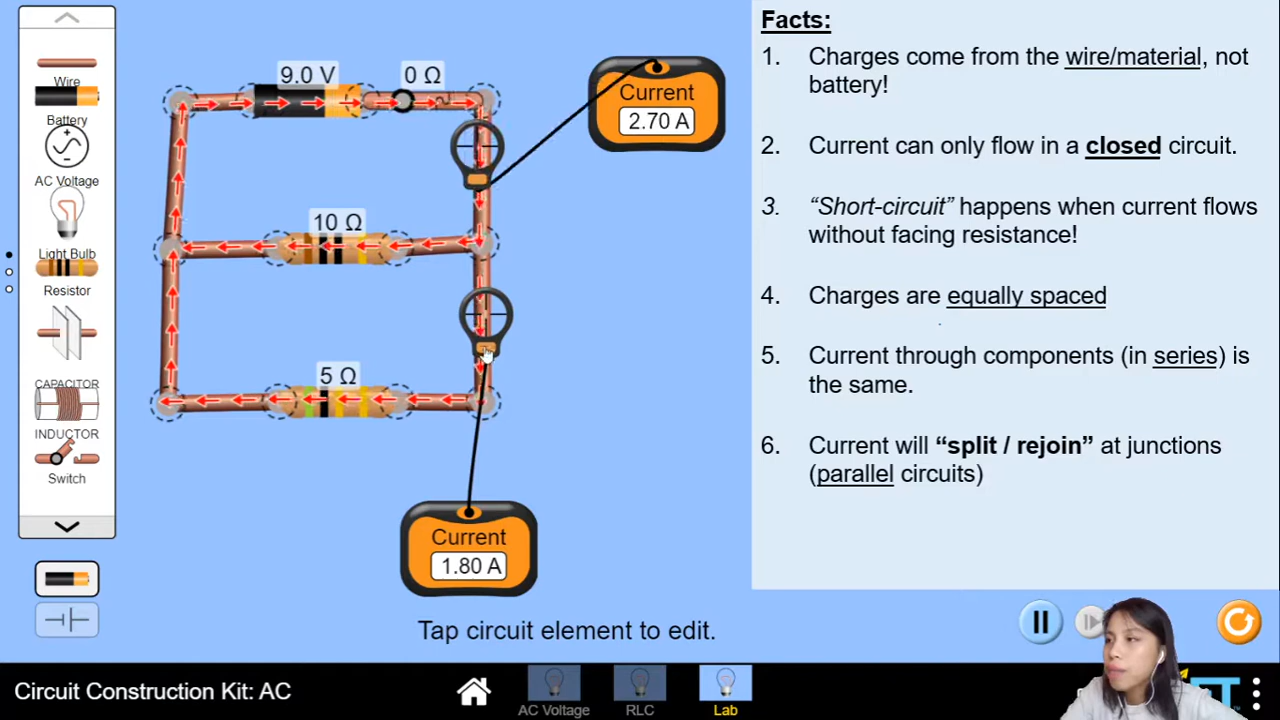 Wire
Battery
AC Voltage
Light Bulb
Resistor
CAPACITOR
INDUCTOR
Switch
9.0 V
0 Ω
10 Ω
5 Ω
Current
2.70 A
Current
1.80 A
Tap circuit element to edit.
Facts:
1. Charges come from the wire/material, not
battery!
2. Current can only flow in a closed circuit.
3. “Short-circuit” happens when current flows
without facing resistance!
4. Charges are equally spaced
5. Current through components (in series) is
the same.
6. Current will “split / rejoin” at junctions
(parallel circuits)
Circuit Construction Kit: AC
AC Voltage
RLC
Lab